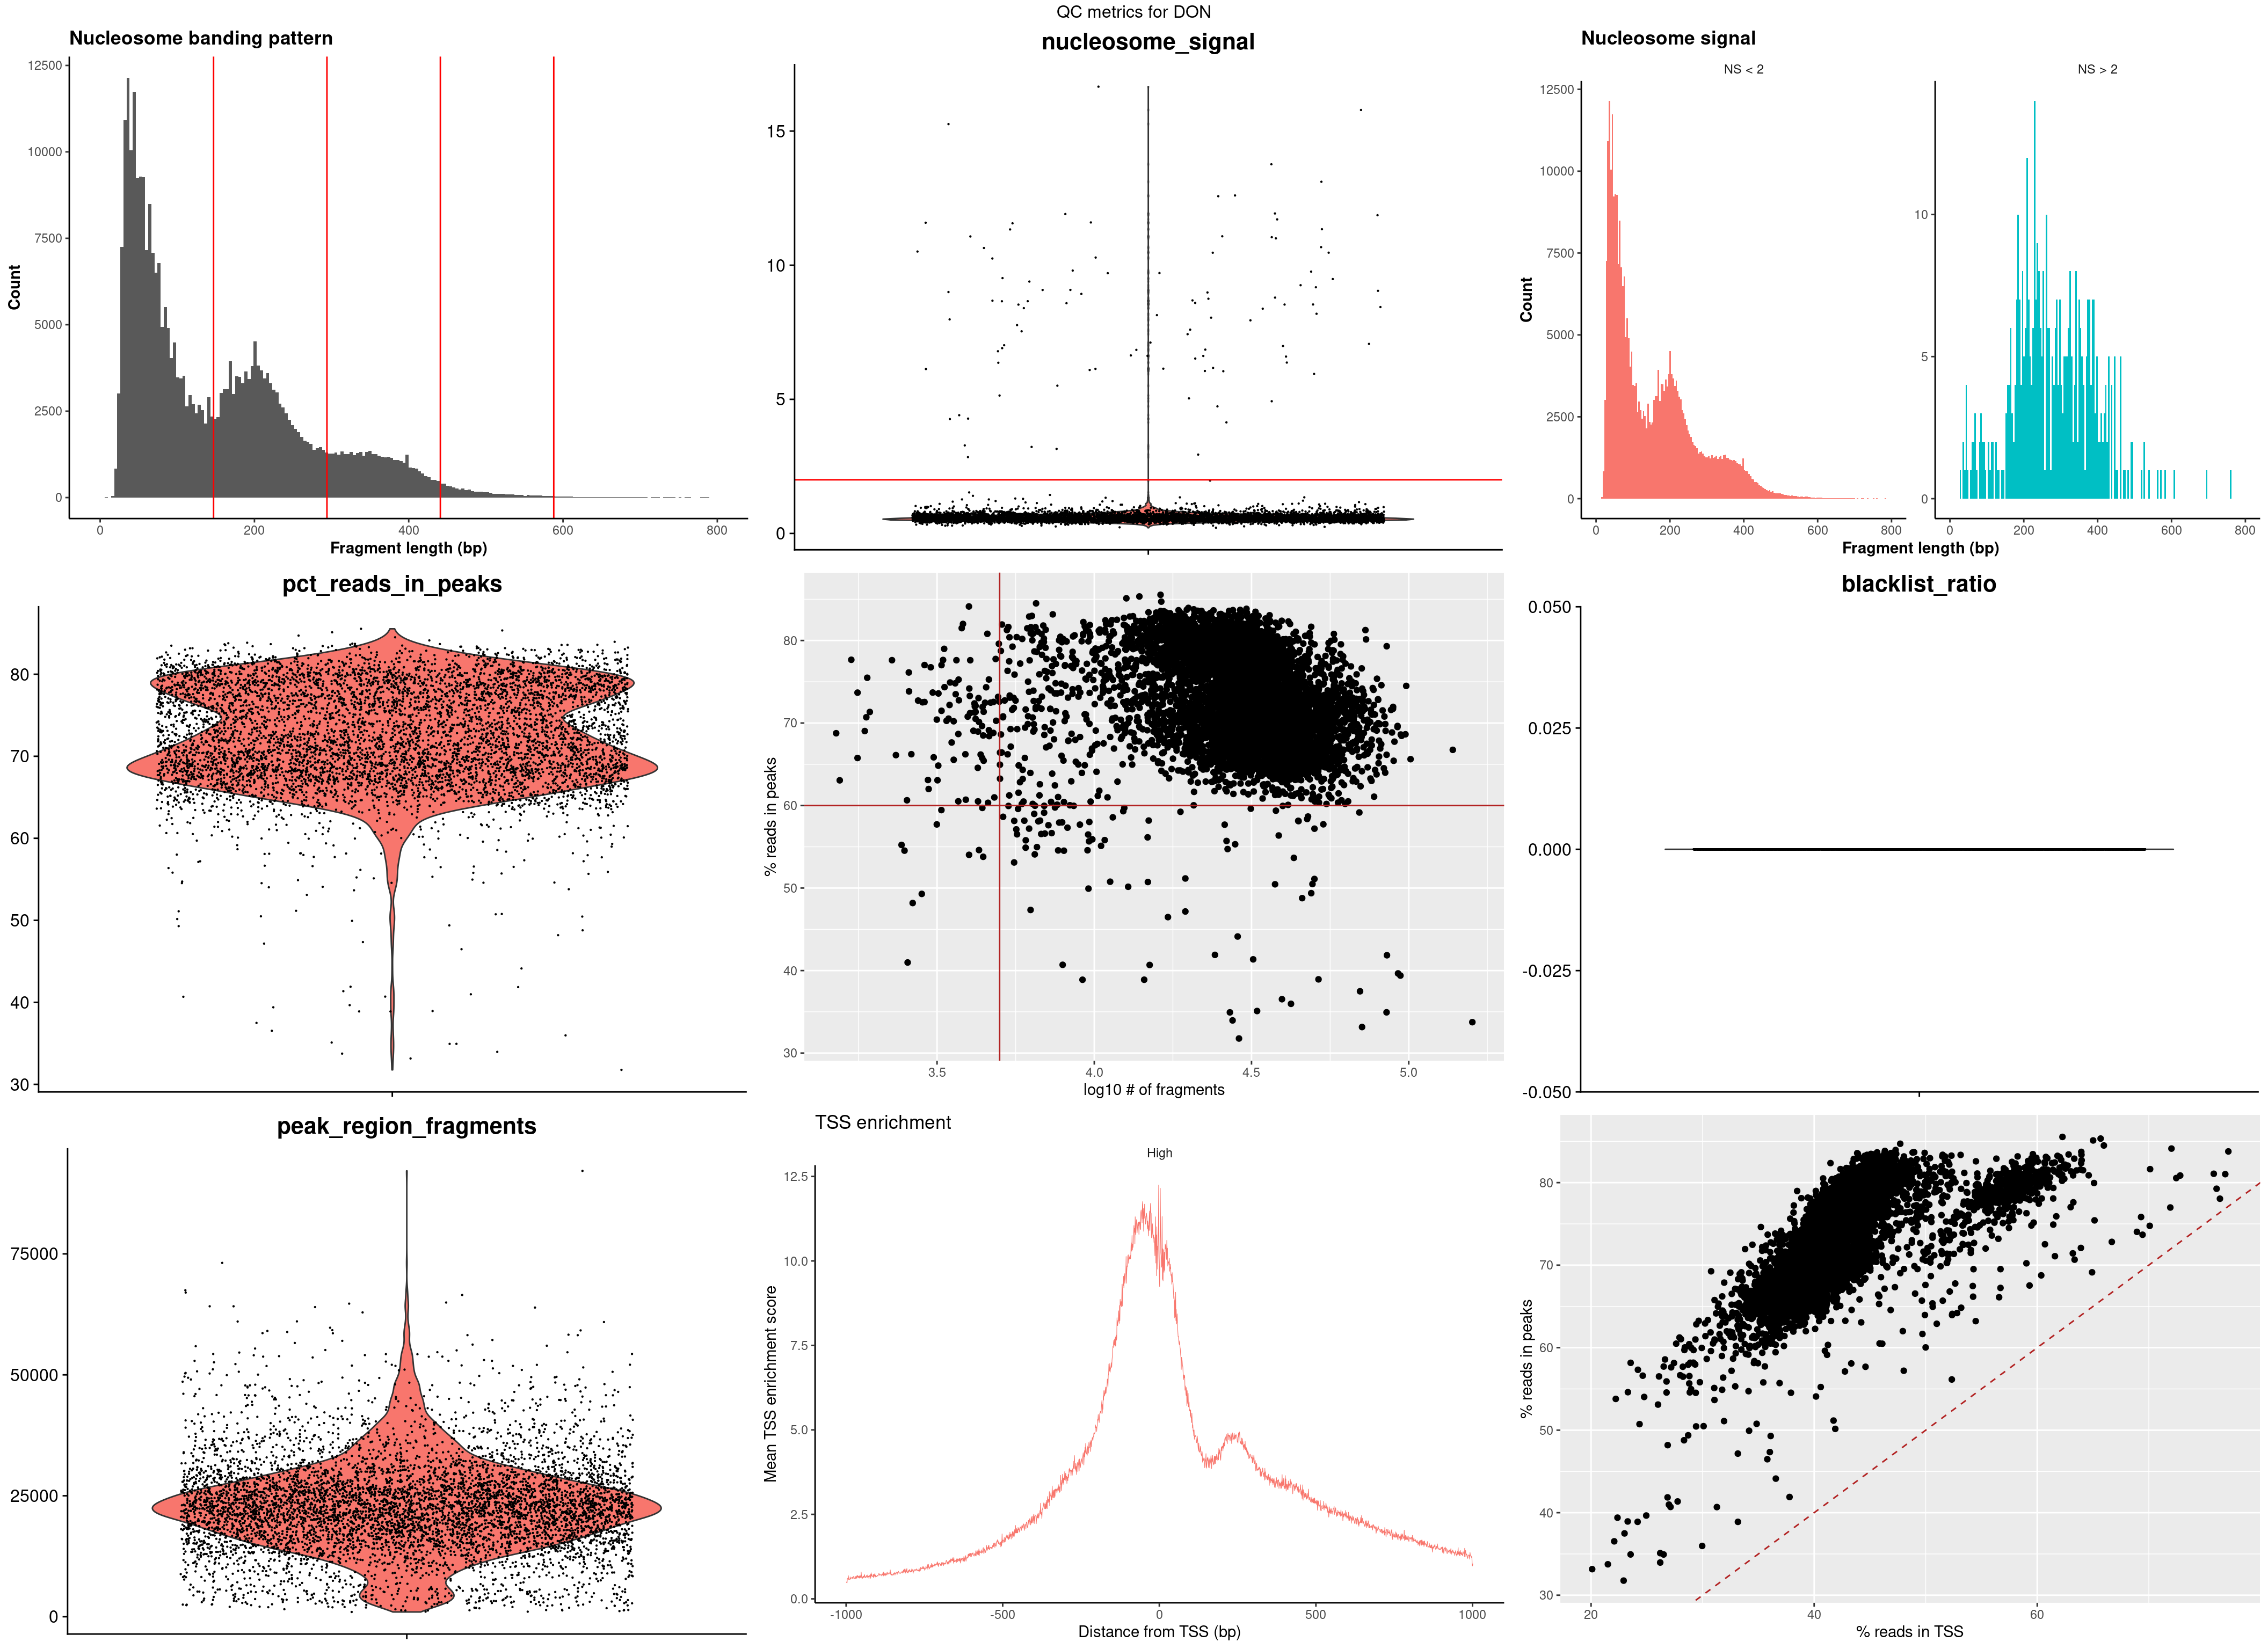 QC metrics for DON
Nucleosome banding pattern
12500
10000
7500
5000
2500
0
Count
0 200 400 600 800
Fragment length (bp)
nucleosome_signal
15
10
5
0
Nucleosome signal
NS < 2
NS > 2
12500
10000
7500
5000
2500
0
Count
10
5
0
0 200 400 600 800
0 200 400 600 800
Fragment length (bp)
pct_reads_in_peaks
80
70
60
50
40
30
80
70
60
50
40
30
% reads in peaks
3.5 4.0 4.5 5.0
log10 # of fragments
blacklist_ratio
0.050
0.025
0.000
-0.025
-0.050
peak_region_fragments
75000
50000
25000
0
TSS enrichment
High
12.5
10.0
7.5
5.0
2.5
0.0
Mean TSS enrichment score
-1000 -500 0 500 1000
Distance from TSS (bp)
80
70
60
50
40
30
% reads in peaks
20 40 60
% reads in TSS